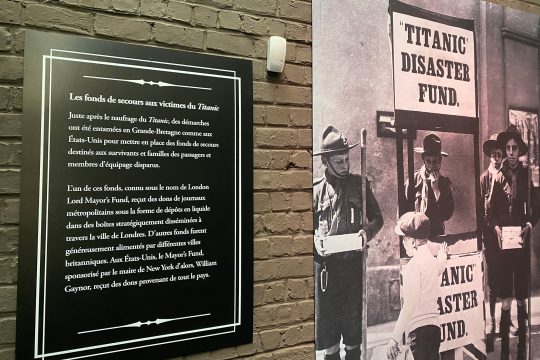 Les fonds de secours aux victimes du Titanic
Juste après le naufrage du Titanic, des démarches
ont été entamées en Grande-Bretagne comme aux
États-Unis pour mettre en place des fonds de secours
destinés aux survivants et familles des passagers et
membres d'équipage disparus.
L'un de ces fonds, connu sous le nom de London
Lord Mayor's Fund, reçut des dons de journaux
métropolitains sous la forme de dépôts en liquide
dans des boîtes stratégiquement disséminées à
travers la ville de Londres. D'autres fonds furent
généreusement alimentés par différentes villes
britanniques. Aux États-Unis, le Mayor's Fund,
sponsorisé par le maire de New York d'alors, William
Gaynor, reçut des dons provenant de tout le pays.
"TITANIC"
DISASTER
FUND.
TANIC"
SASTER
FUND.